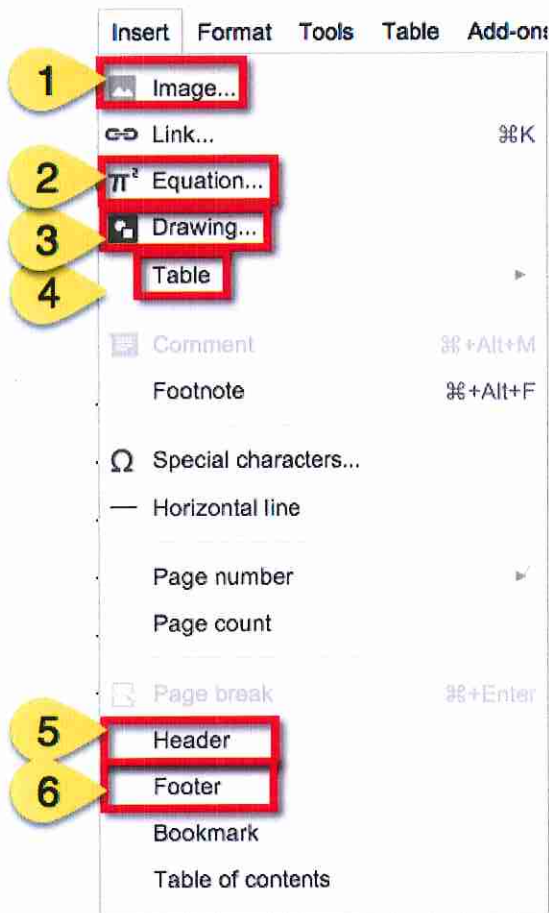 Insert Format Tools Table Add-ons
1 Image...
Link... ⌘K
2 π² Equation...
3 Drawing...
4 Table
Comment ⌘+Alt+M
Footnote ⌘+Alt+F
Ω Special characters...
Horizontal line
Page number
Page count
Page break ⌘+Enter
5 Header
6 Footer
Bookmark
Table of contents